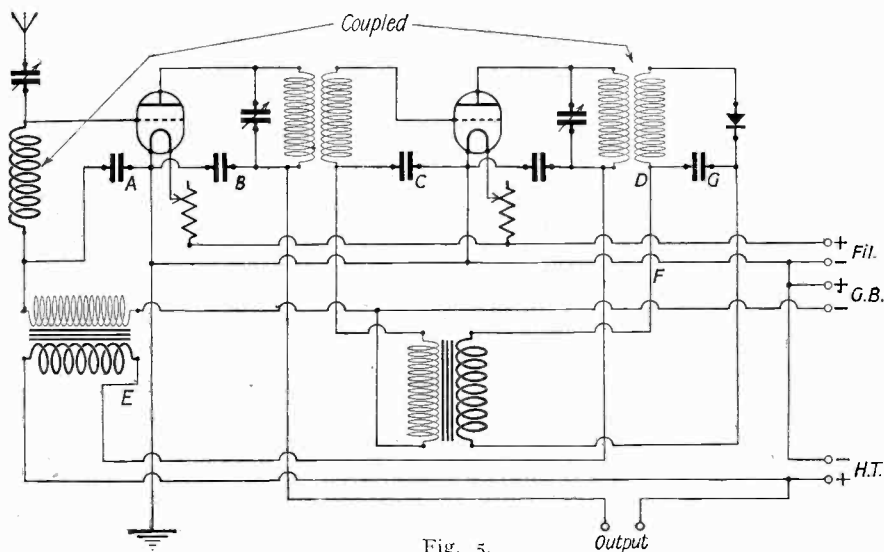 Coupled
A
B
C
D
G
+
Fil.
−
F
+
G.B.
−
E
−
H.T.
+
Fig. 5.
Output